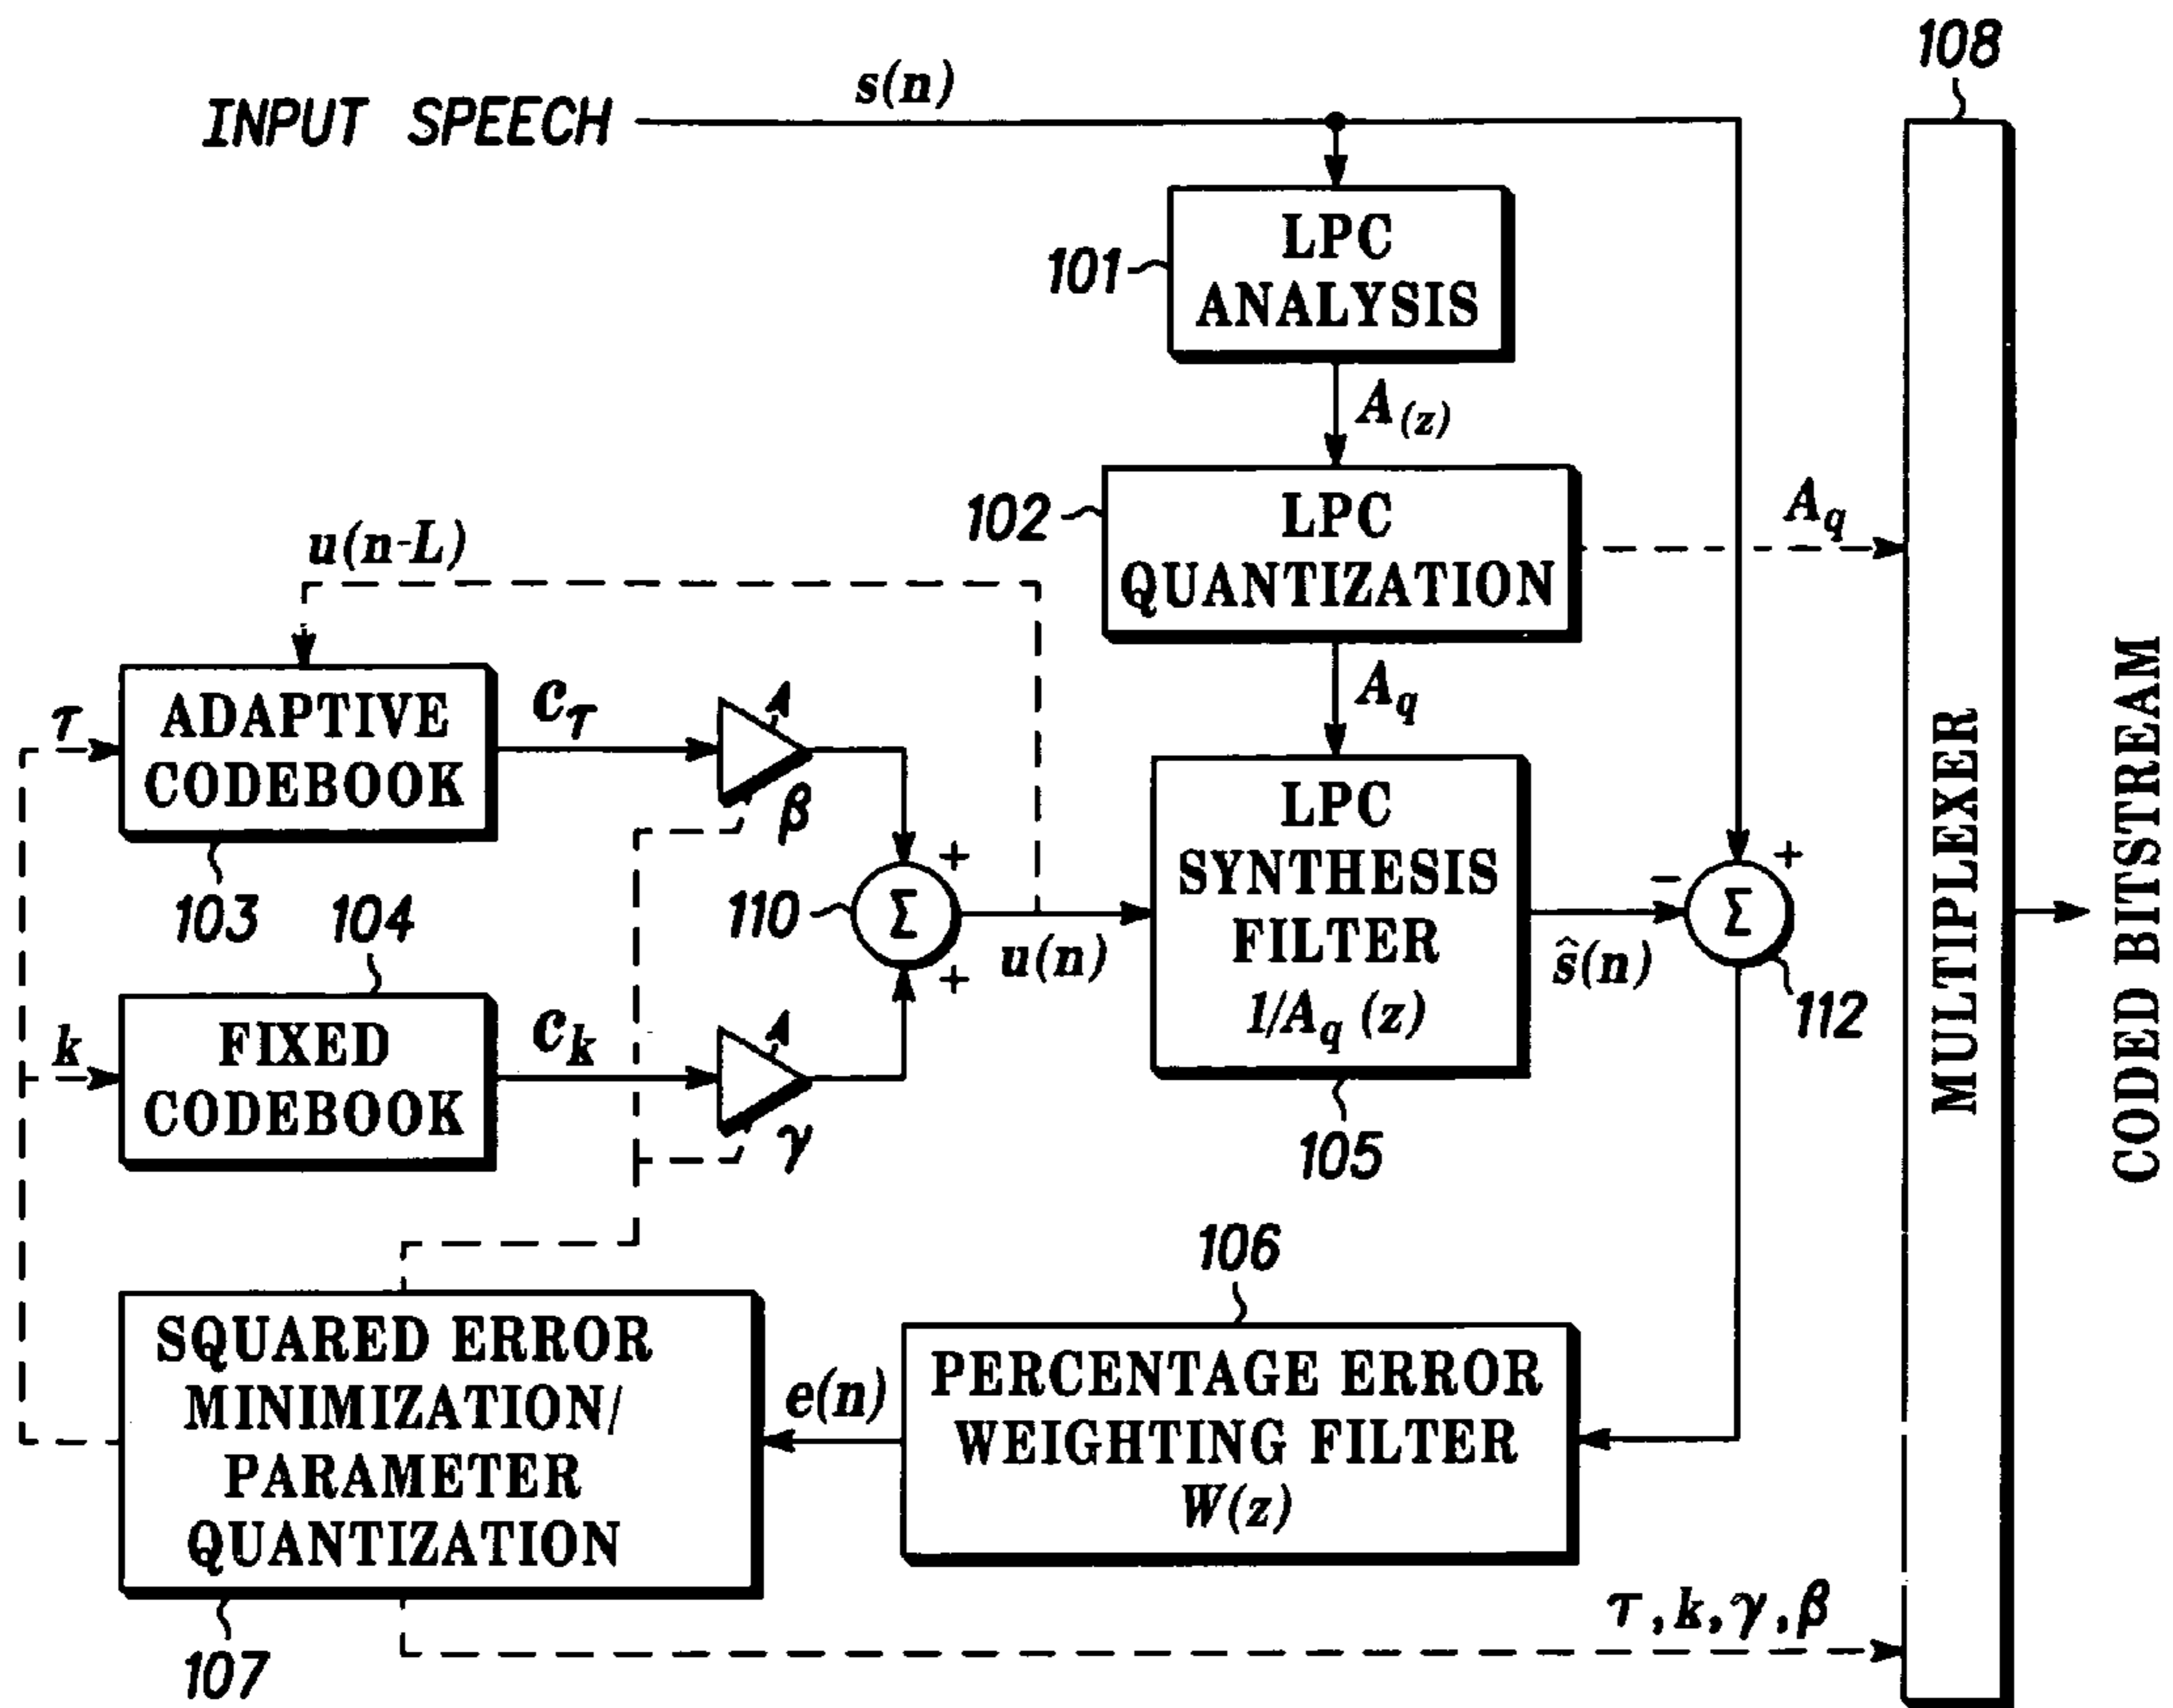 108
s(n)
INPUT SPEECH
LPC
ANALYSIS
101
A(z)
102
LPC
QUANTIZATION
Aq
u(n-L)
Aq
τ
ADAPTIVE
CODEBOOK
Cτ
β
103
104
110
+
Σ
+
u(n)
LPC
SYNTHESIS
FILTER
1/Aq (z)
105
ŝ(n)
−
+
Σ
112
MULTIPLEXER
CODED BITSTREAM
k
FIXED
CODEBOOK
Ck
γ
106
SQUARED ERROR
MINIMIZATION/
PARAMETER
QUANTIZATION
107
e(n)
PERCENTAGE ERROR
WEIGHTING FILTER
W(z)
τ,k,γ,β